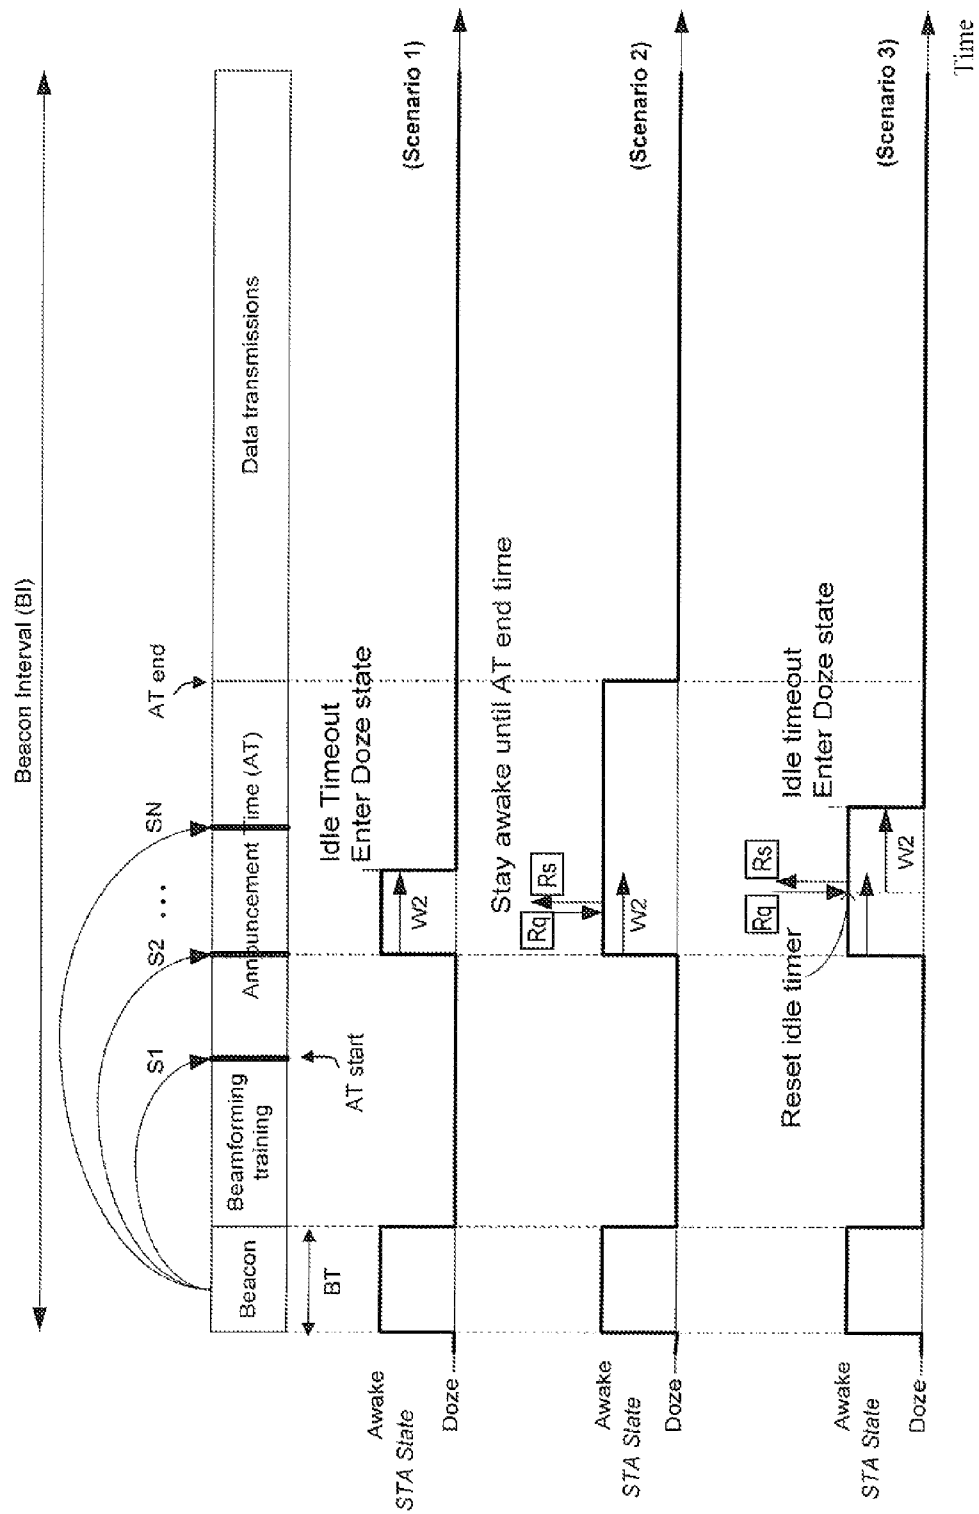 Beacon Interval (BI)
S1
S2
...
SN
AT end
Beacon
Beamforming
training
Announcement Time (AT)
Data transmissions
BT
AT start
Idle Timeout
Enter Doze state
(Scenario 1)
Awake
STA State
Doze
W2
Stay awake until AT end time
(Scenario 2)
Rq
Rs
Awake
STA State
Doze
W2
Idle timeout
Enter Doze state
(Scenario 3)
Rq
Rs
Reset idle timer
Awake
STA State
Doze
W2
Time